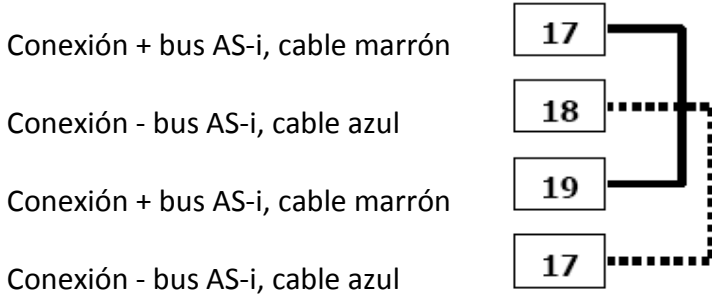 Conexión + bus AS-i, cable marrón 17
Conexión - bus AS-i, cable azul 18
Conexión + bus AS-i, cable marrón 19
Conexión - bus AS-i, cable azul 17